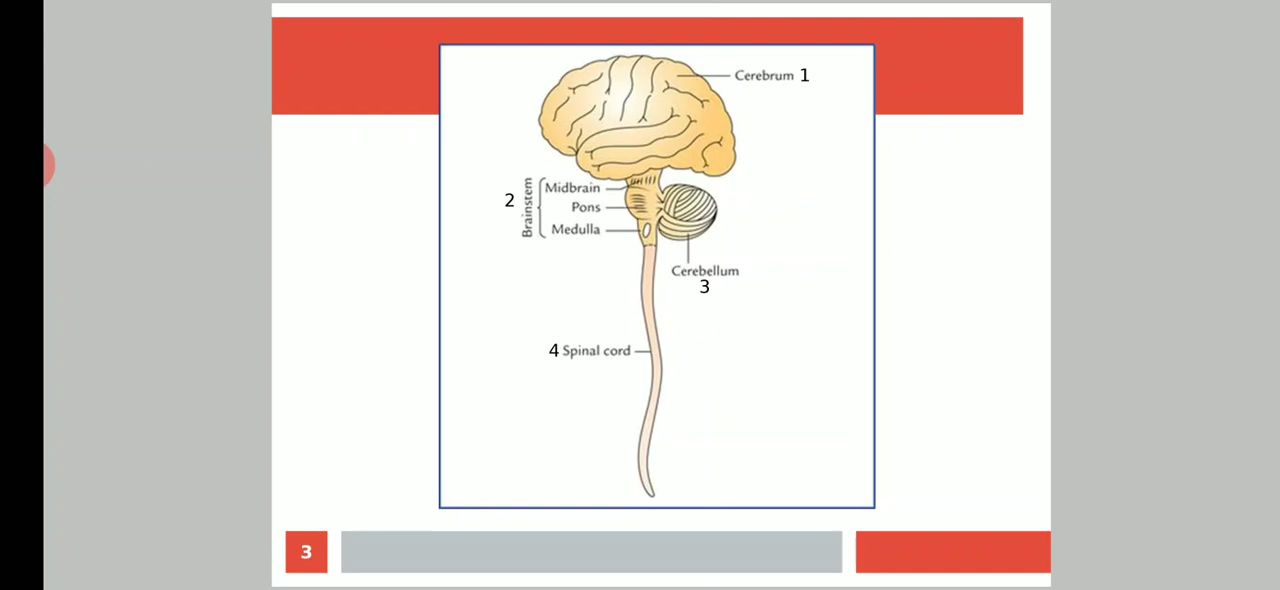 Cerebrum 1
2 Brainstem
Midbrain
Pons
Medulla
Cerebellum
3
4 Spinal cord
3